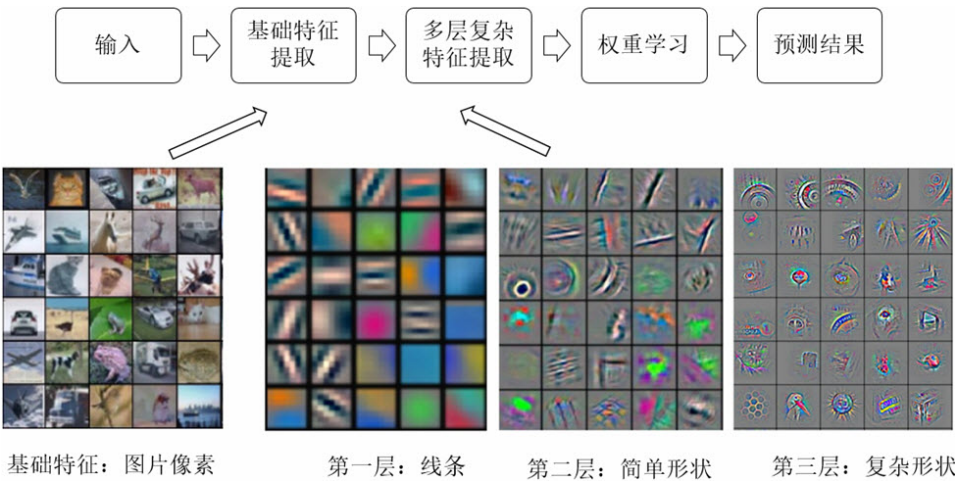 输入
基础特征
提取
多层复杂
特征提取
权重学习
预测结果
基础特征：图片像素
第一层：线条
第二层：简单形状
第三层：复杂形状